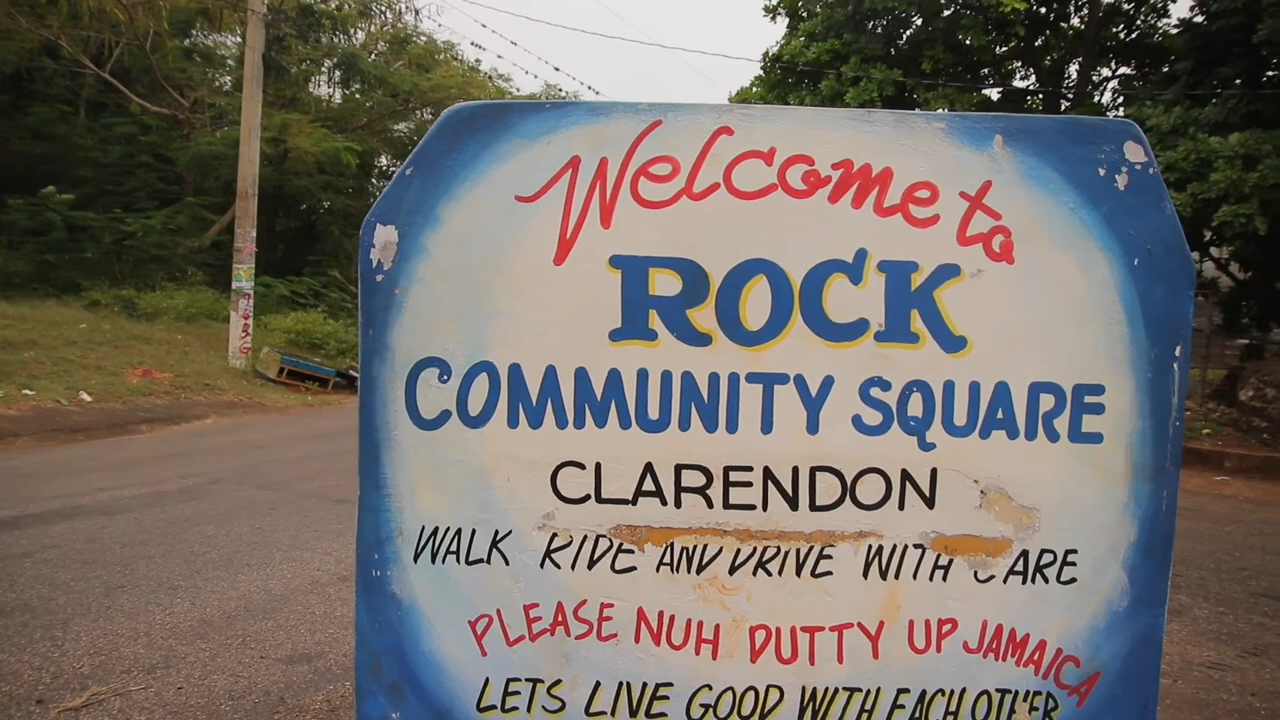 Welcome to
ROCK
COMMUNITY SQUARE
CLARENDON
WALK RIDE AND DRIVE WITH CARE
PLEASE NUH DUTTY UP JAMAICA
LETS LIVE GOOD WITH EACH OTHER